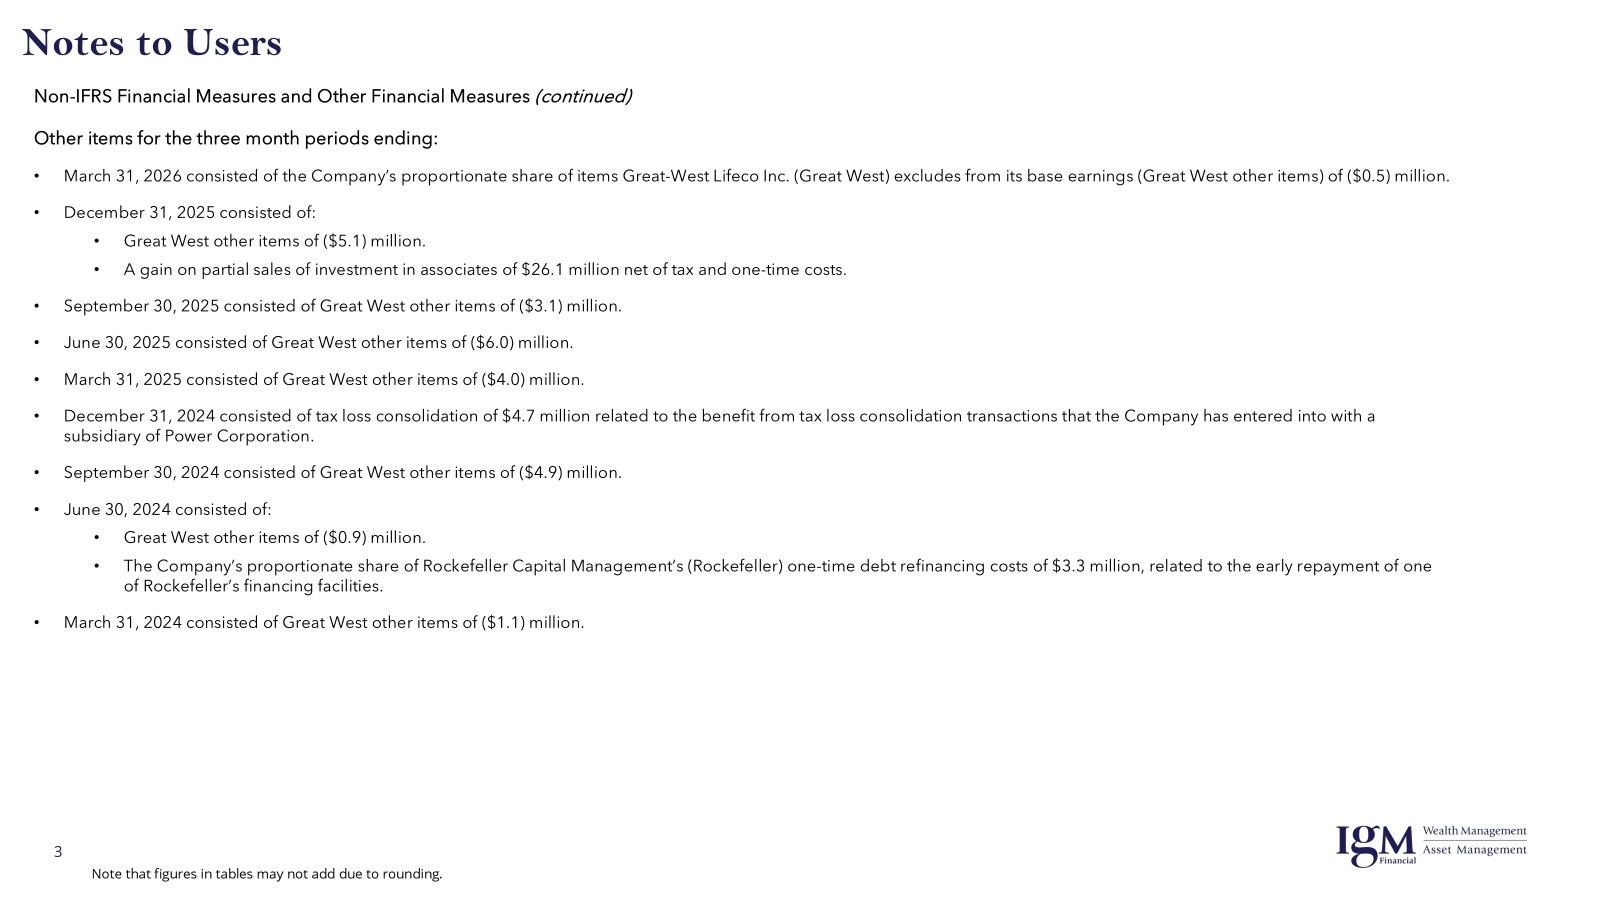 Notes to Users
Non-IFRS Financial Measures and Other Financial Measures (continued)
Other items for the three month periods ending:
• March 31, 2026 consisted of the Company’s proportionate share of items Great-West Lifeco Inc. (Great West) excludes from its base earnings (Great West other items) of ($0.5) million.
• December 31, 2025 consisted of:
• Great West other items of ($5.1) million.
• A gain on partial sales of investment in associates of $26.1 million net of tax and one-time costs.
• September 30, 2025 consisted of Great West other items of ($3.1) million.
• June 30, 2025 consisted of Great West other items of ($6.0) million.
• March 31, 2025 consisted of Great West other items of ($4.0) million.
• December 31, 2024 consisted of tax loss consolidation of $4.7 million related to the benefit from tax loss consolidation transactions that the Company has entered into with a
subsidiary of Power Corporation.
• September 30, 2024 consisted of Great West other items of ($4.9) million.
• June 30, 2024 consisted of:
• Great West other items of ($0.9) million.
• The Company’s proportionate share of Rockefeller Capital Management’s (Rockefeller) one-time debt refinancing costs of $3.3 million, related to the early repayment of one
of Rockefeller’s financing facilities.
• March 31, 2024 consisted of Great West other items of ($1.1) million.
3
Note that figures in tables may not add due to rounding.
IgM Financial
Wealth Management
Asset Management